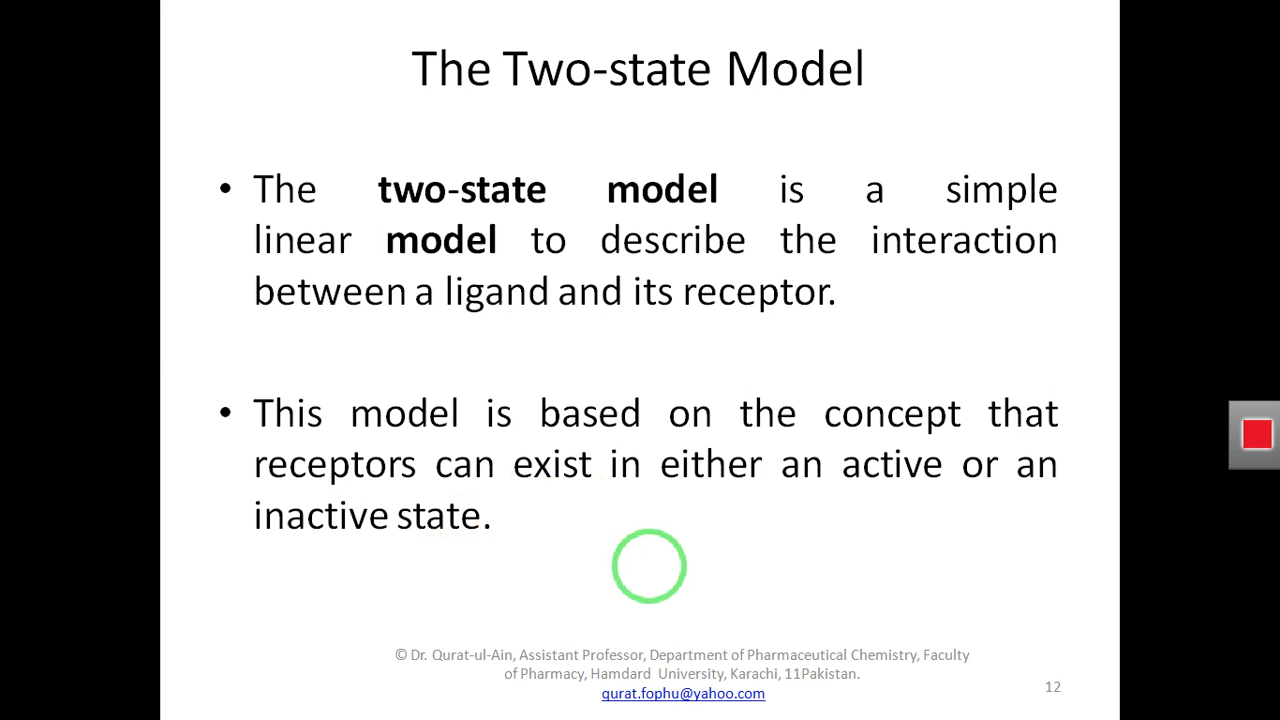 The Two-state Model
• The two-state model is a simple
linear model to describe the interaction
between a ligand and its receptor.
• This model is based on the concept that
receptors can exist in either an active or an
inactive state.
© Dr. Qurat-ul-Ain, Assistant Professor, Department of Pharmaceutical Chemistry, Faculty
of Pharmacy, Hamdard University, Karachi, 11Pakistan.
qurat.fophu@yahoo.com
12